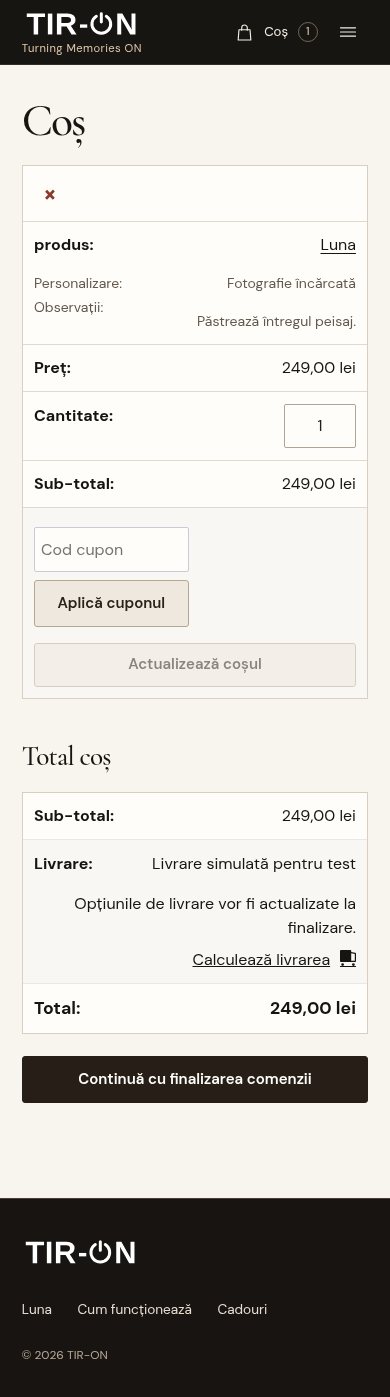 TIR-ON
Turning Memories ON
Coș 1
Coș
×
produs: Luna
Personalizare: Fotografie încărcată
Observații: Păstrează întregul peisaj.
Preț: 249,00 lei
Cantitate: 1
Sub-total: 249,00 lei
Cod cupon
Aplică cuponul
Actualizează coșul
Total coș
Sub-total: 249,00 lei
Livrare: Livrare simulată pentru test
Opțiunile de livrare vor fi actualizate la
finalizare.
Calculează livrarea
Total: 249,00 lei
Continuă cu finalizarea comenzii
TIR-ON
Luna Cum funcționează Cadouri
© 2026 TIR-ON